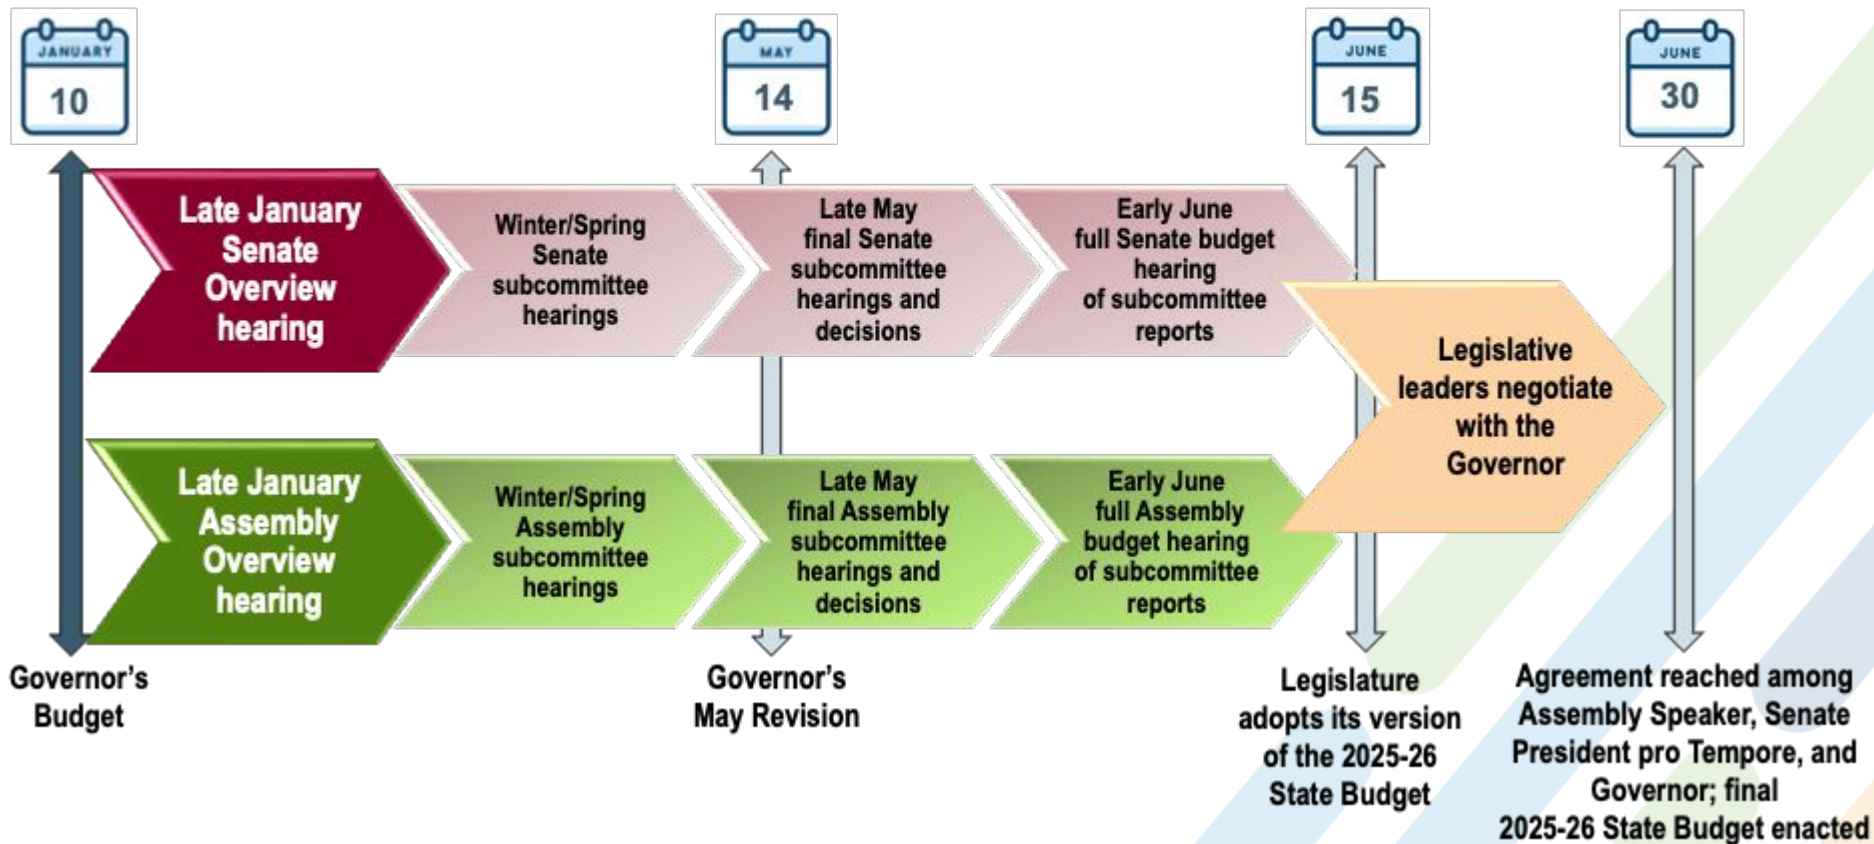 JANUARY
10
MAY
14
JUNE
15
JUNE
30
Late January
Senate
Overview
hearing
Winter/Spring
Senate
subcommittee
hearings
Late May
final Senate
subcommittee
hearings and
decisions
Early June
full Senate budget
hearing
of subcommittee
reports
Legislative
leaders negotiate
with the
Governor
Late January
Assembly
Overview
hearing
Winter/Spring
Assembly
subcommittee
hearings
Late May
final Assembly
subcommittee
hearings and
decisions
Early June
full Assembly
budget hearing
of subcommittee
reports
Governor’s
Budget
Governor’s
May Revision
Legislature
adopts its version
of the 2025-26
State Budget
Agreement reached among
Assembly Speaker, Senate
President pro Tempore, and
Governor; final
2025-26 State Budget enacted